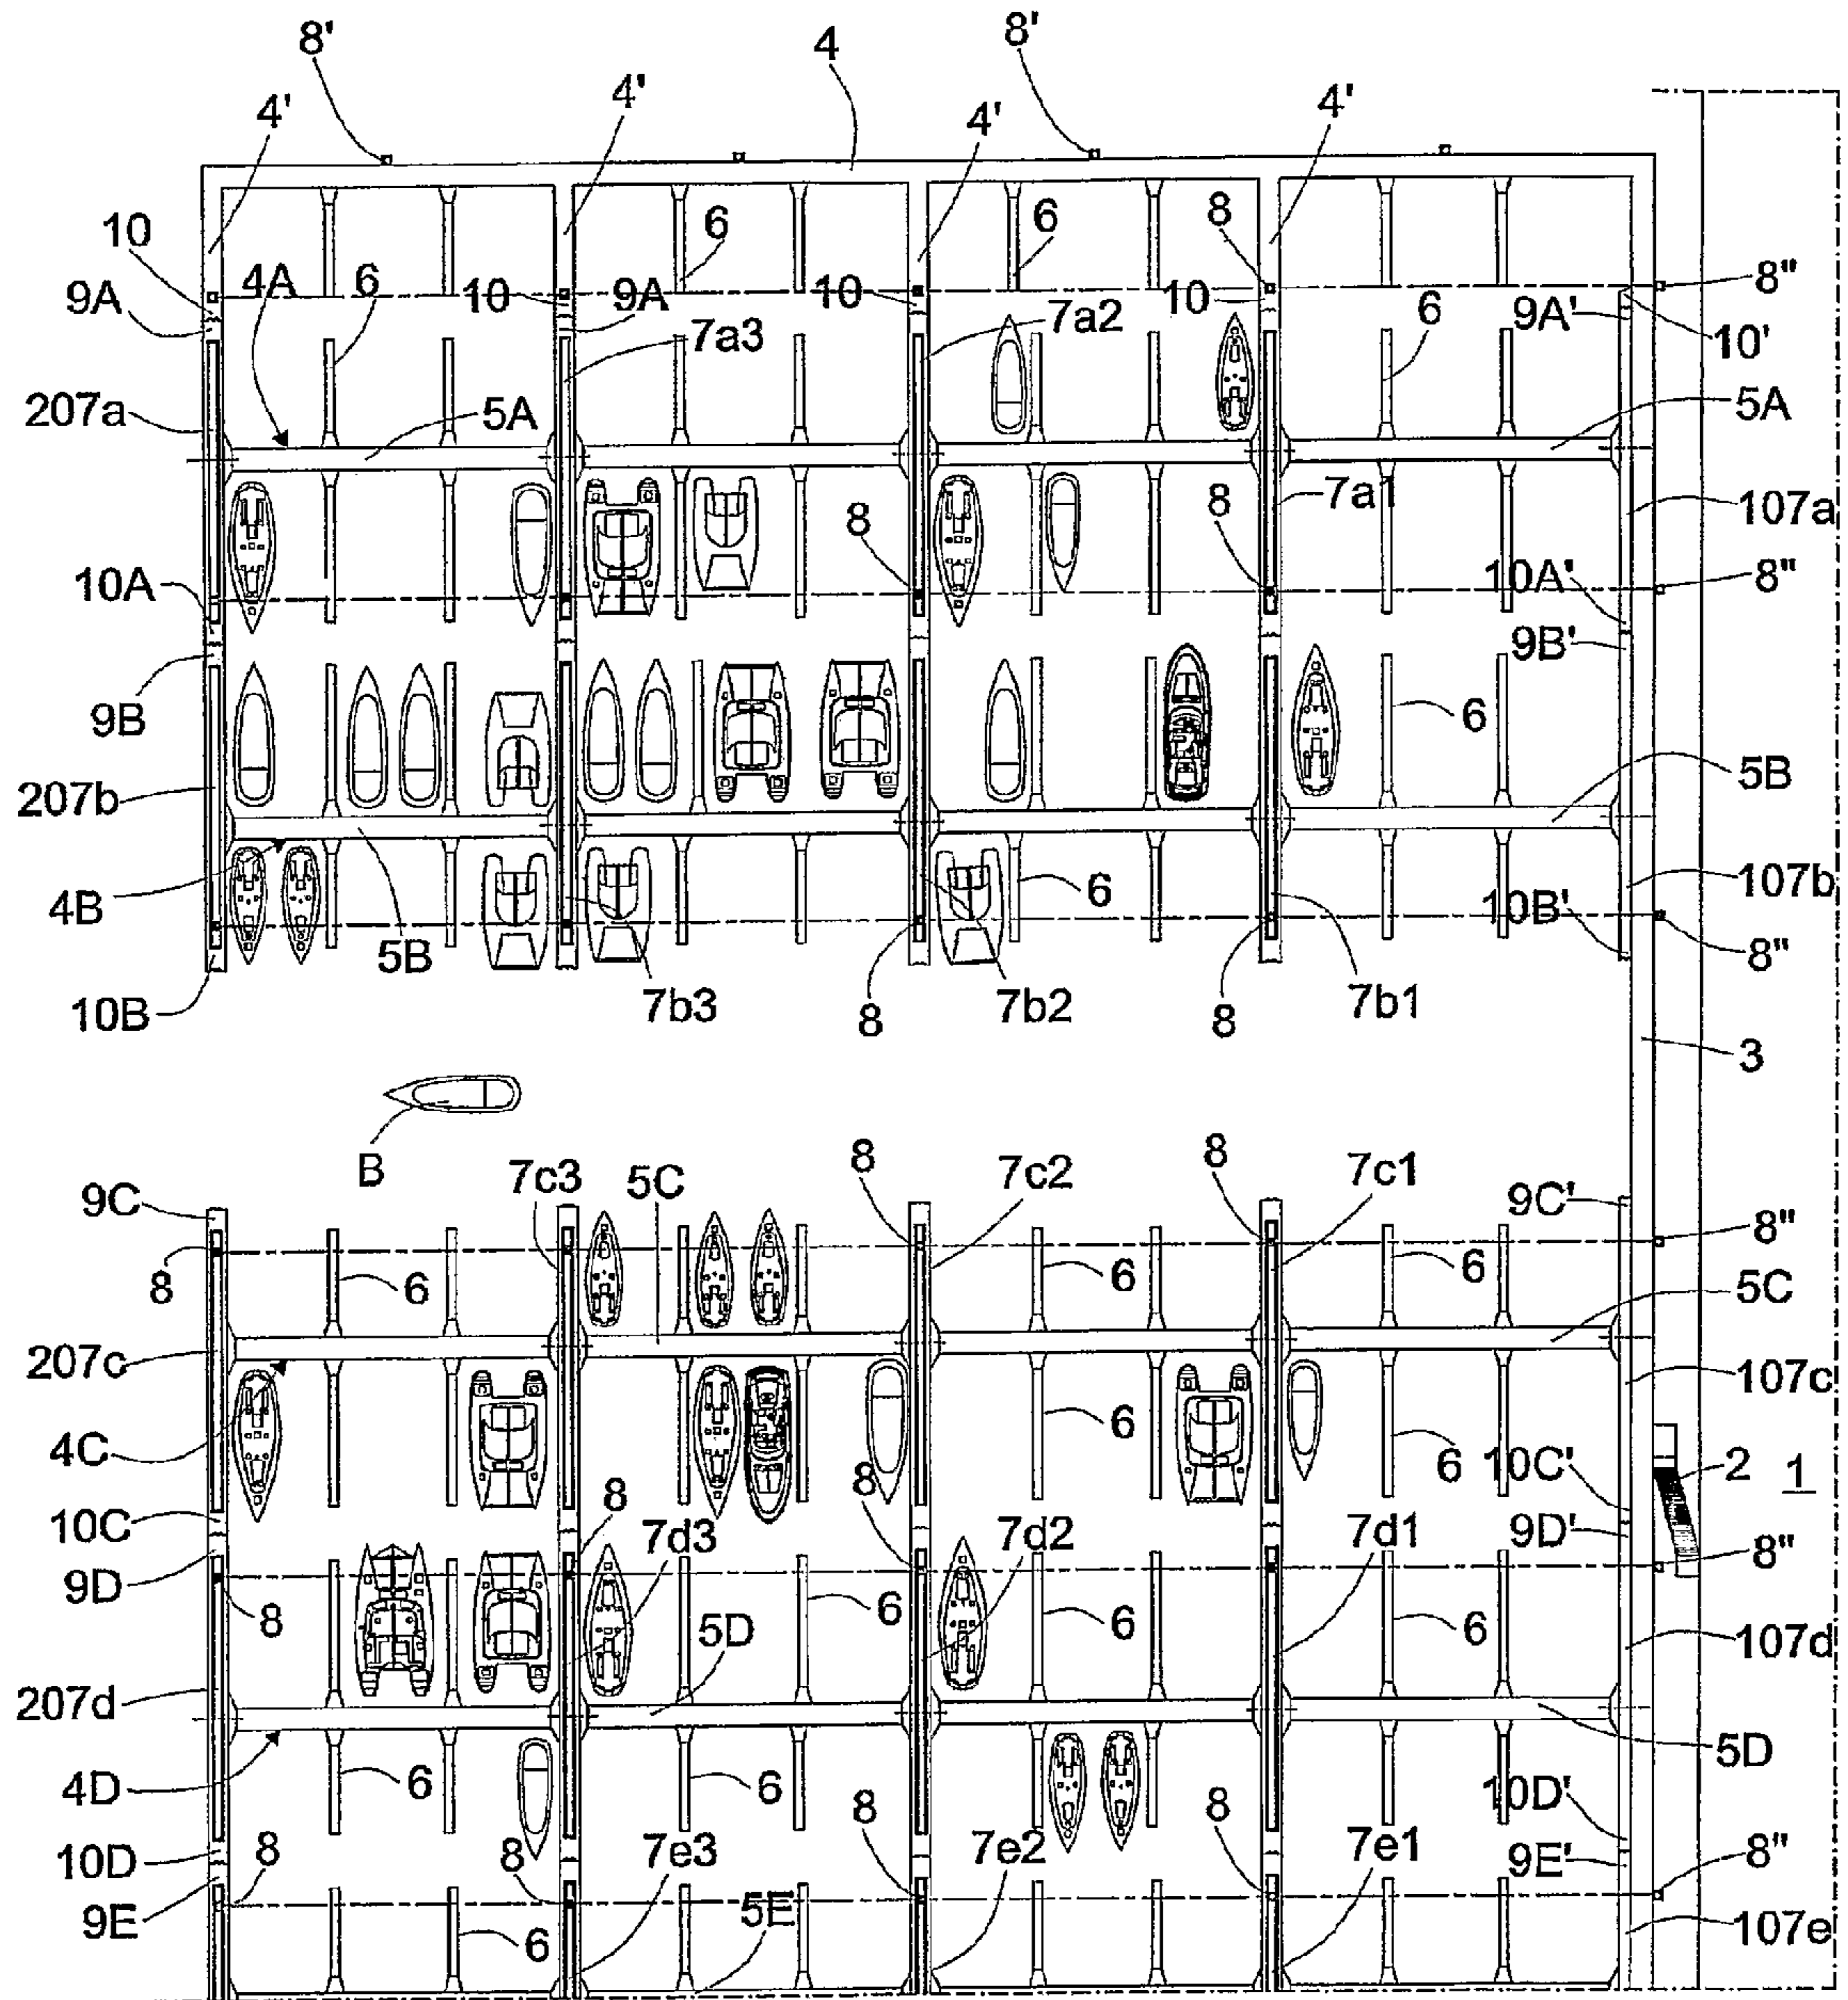 8' 4 8'
4' 4' 4' 4'
10 6 6 8
9A 4A 6 10 9A 10 10 9A' 8"
7a3 7a2 6 10'
207a 5A 5A
8 8 7a1 107a
10A 10A' 8"
9B 9B'
6
207b 5B
4B 6 107b
5B 10B' 8"
10B 7b3 8 7b2 8 7b1
3
B
9C 7c3 5C 8 7c2 8 7c1 9C' 8"
8 6 6 6
207c 5C
4C 6 6 107c
8 8 10C' 2 1
10C 7d3 7d2 7d1 9D' 8"
9D
8 5D 6 6 6 107d
207d
4D 6 6 5D
8 8 10D'
10D 8 8 7e3 7e2 7e1 9E' 8"
9E 6 5E 107e